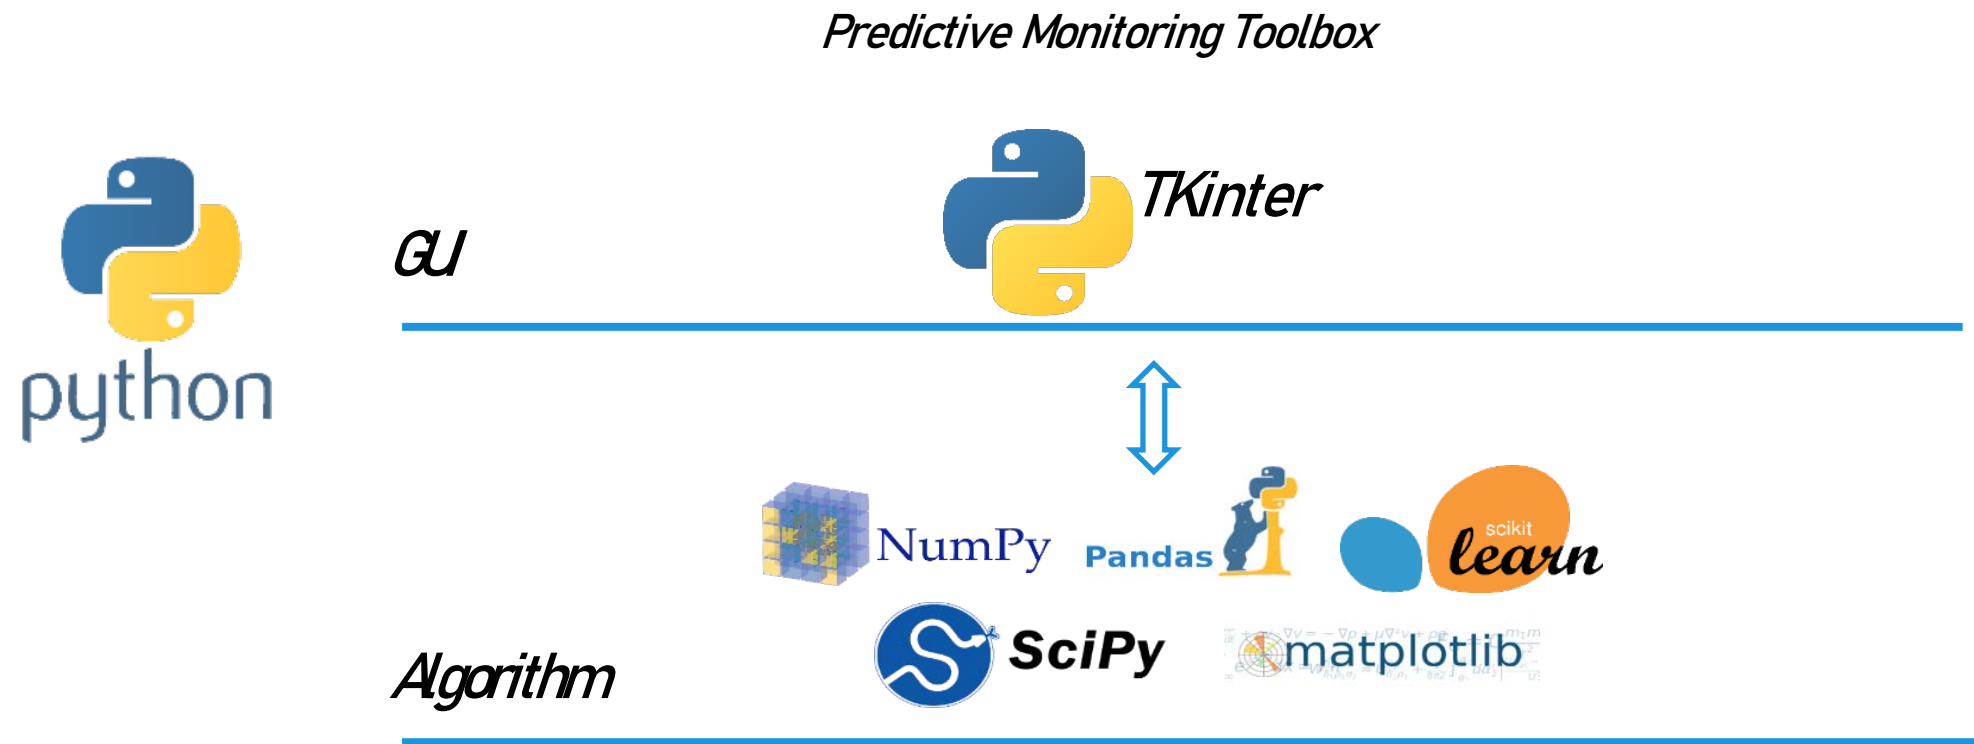 Predictive Monitoring Toolbox
TKinter
GUI
python
NumPy
Pandas
scikit
learn
SciPy
matplotlib
Algorithm